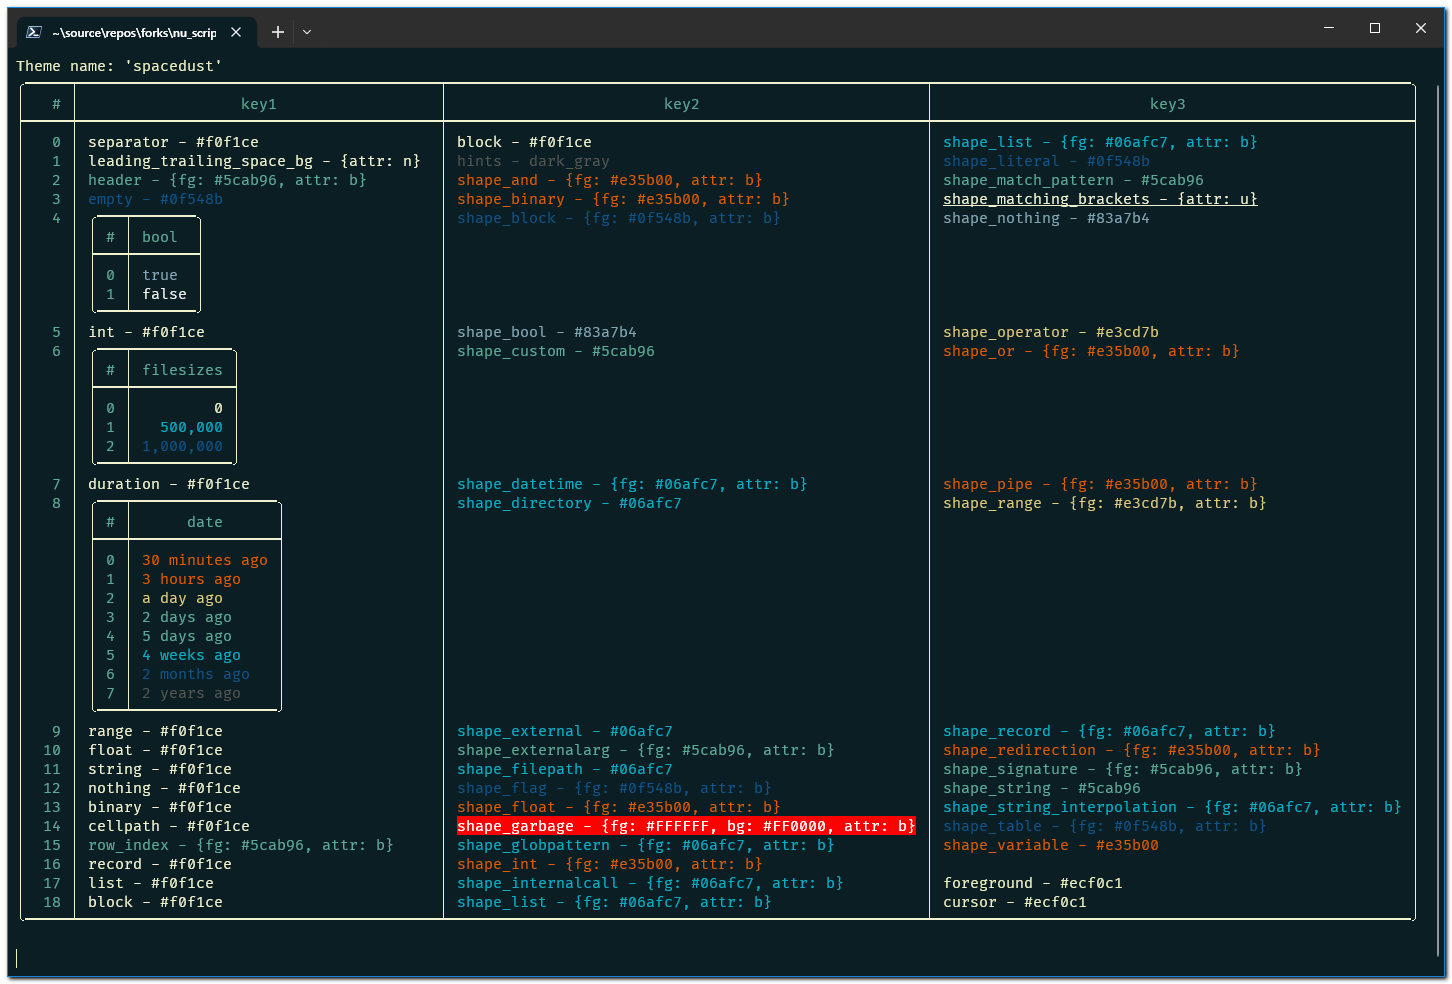 ~\source\repos\forks\nu_scrip
Theme name: 'spacedust'
# key1 key2 key3
0 separator - #f0f1ce block - #f0f1ce shape_list - {fg: #06afc7, attr: b}
1 leading_trailing_space_bg - {attr: n} hints - dark_gray shape_literal - #0f548b
2 header - {fg: #5cab96, attr: b} shape_and - {fg: #e35b00, attr: b} shape_match_pattern - #5cab96
3 empty - #0f548b shape_binary - {fg: #e35b00, attr: b} shape_matching_brackets - {attr: u}
4 shape_block - {fg: #0f548b, attr: b} shape_nothing - #83a7b4
# bool
0 true
1 false
5 int - #f0f1ce shape_bool - #83a7b4 shape_operator - #e3cd7b
6 shape_custom - #5cab96 shape_or - {fg: #e35b00, attr: b}
# filesizes
0 0
1 500,000
2 1,000,000
7 duration - #f0f1ce shape_datetime - {fg: #06afc7, attr: b} shape_pipe - {fg: #e35b00, attr: b}
8 shape_directory - #06afc7 shape_range - {fg: #e3cd7b, attr: b}
# date
0 30 minutes ago
1 3 hours ago
2 a day ago
3 2 days ago
4 5 days ago
5 4 weeks ago
6 2 months ago
7 2 years ago
9 range - #f0f1ce shape_external - #06afc7 shape_record - {fg: #06afc7, attr: b}
10 float - #f0f1ce shape_externalarg - {fg: #5cab96, attr: b} shape_redirection - {fg: #e35b00, attr: b}
11 string - #f0f1ce shape_filepath - #06afc7 shape_signature - {fg: #5cab96, attr: b}
12 nothing - #f0f1ce shape_flag - {fg: #0f548b, attr: b} shape_string - #5cab96
13 binary - #f0f1ce shape_float - {fg: #e35b00, attr: b} shape_string_interpolation - {fg: #06afc7, attr: b}
14 cellpath - #f0f1ce shape_garbage - {fg: #FFFFFF, bg: #FF0000, attr: b} shape_table - {fg: #0f548b, attr: b}
15 row_index - {fg: #5cab96, attr: b} shape_globpattern - {fg: #06afc7, attr: b} shape_variable - #e35b00
16 record - #f0f1ce shape_int - {fg: #e35b00, attr: b}
17 list - #f0f1ce shape_internalcall - {fg: #06afc7, attr: b} foreground - #ecf0c1
18 block - #f0f1ce shape_list - {fg: #06afc7, attr: b} cursor - #ecf0c1